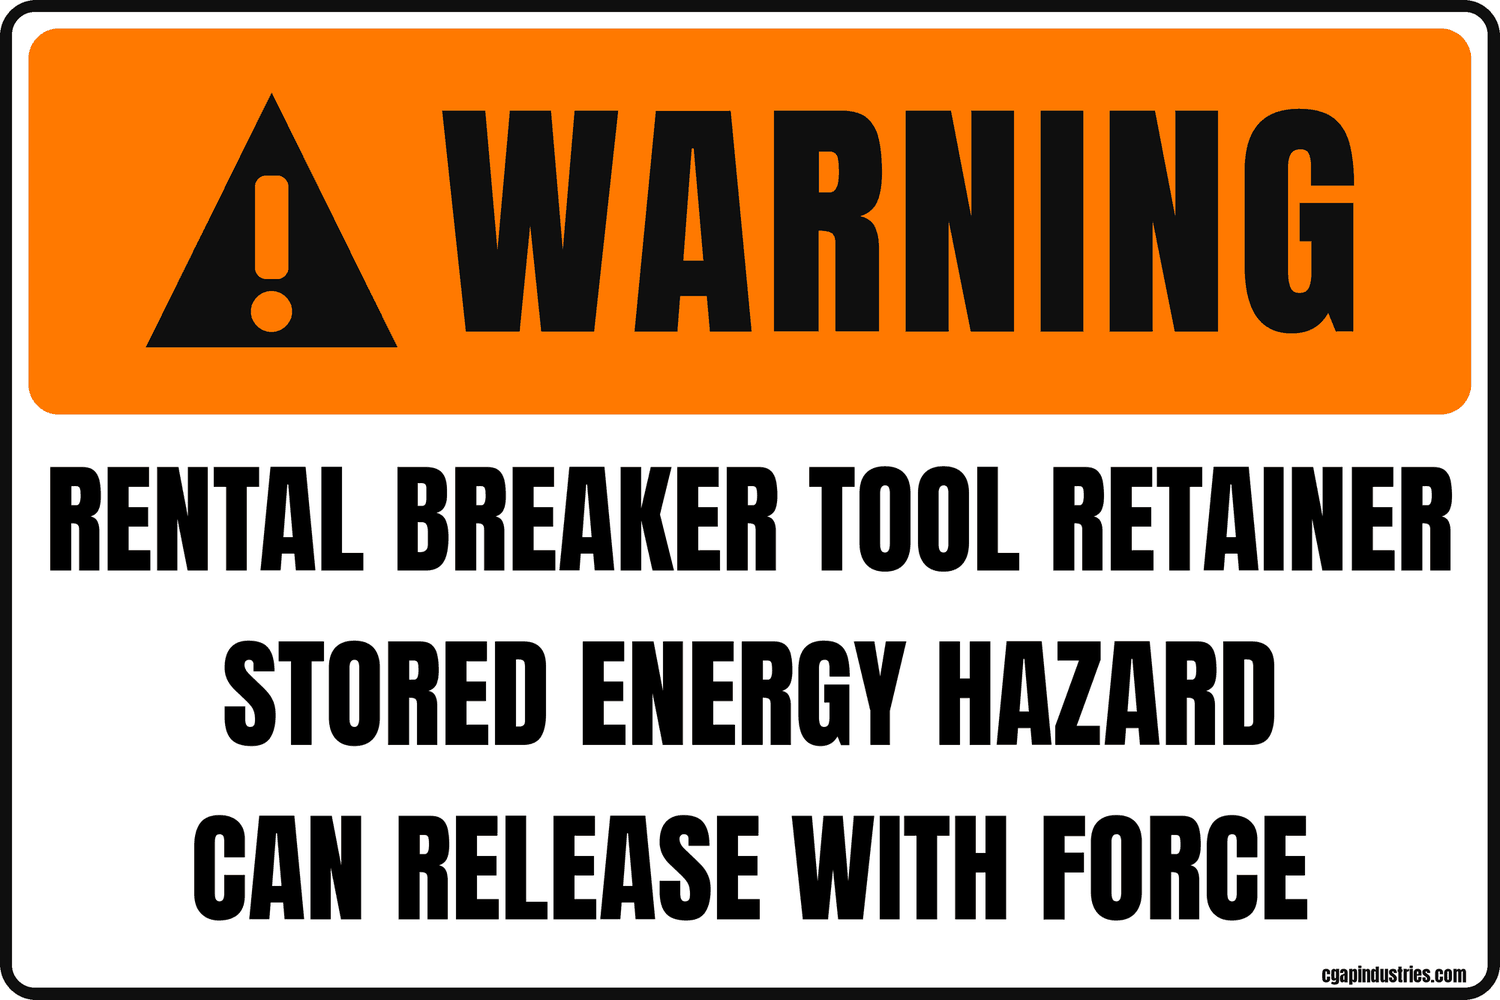 WARNING
RENTAL BREAKER TOOL RETAINER
STORED ENERGY HAZARD
CAN RELEASE WITH FORCE
cgapindustries.com